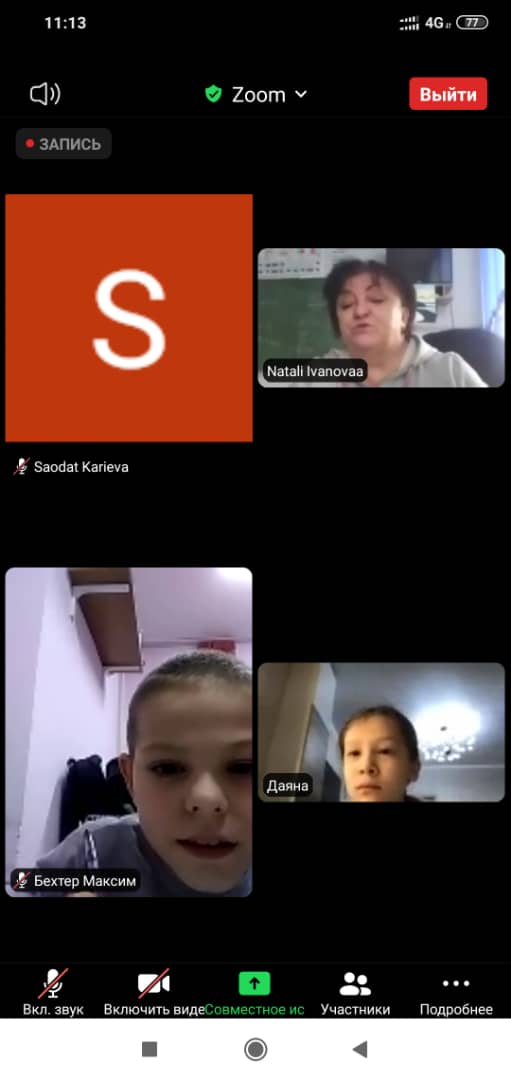 11:13
4G
77
Zoom
Выйти
ЗАПИСЬ
S
Natali Ivanovaa
Saodat Karieva
Даяна
Бехтер Максим
Вкл. звук
Включить виде
Совместное ис
Участники
Подробнее